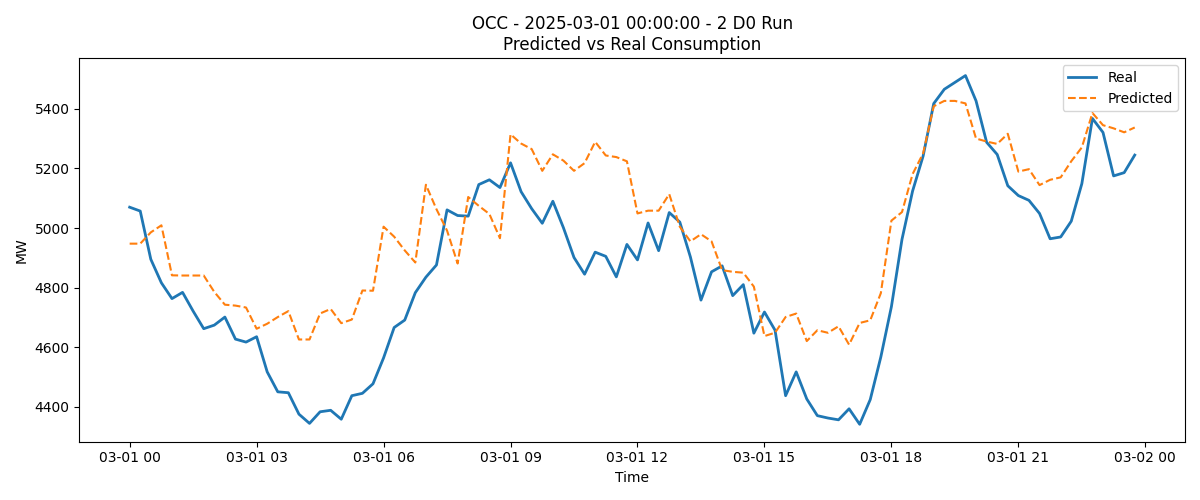 OCC - 2025-03-01 00:00:00 - 2 D0 Run
Predicted vs Real Consumption
Real
Predicted
MW
5400
5200
5000
4800
4600
4400
03-01 00
03-01 03
03-01 06
03-01 09
03-01 12
03-01 15
03-01 18
03-01 21
03-02 00
Time